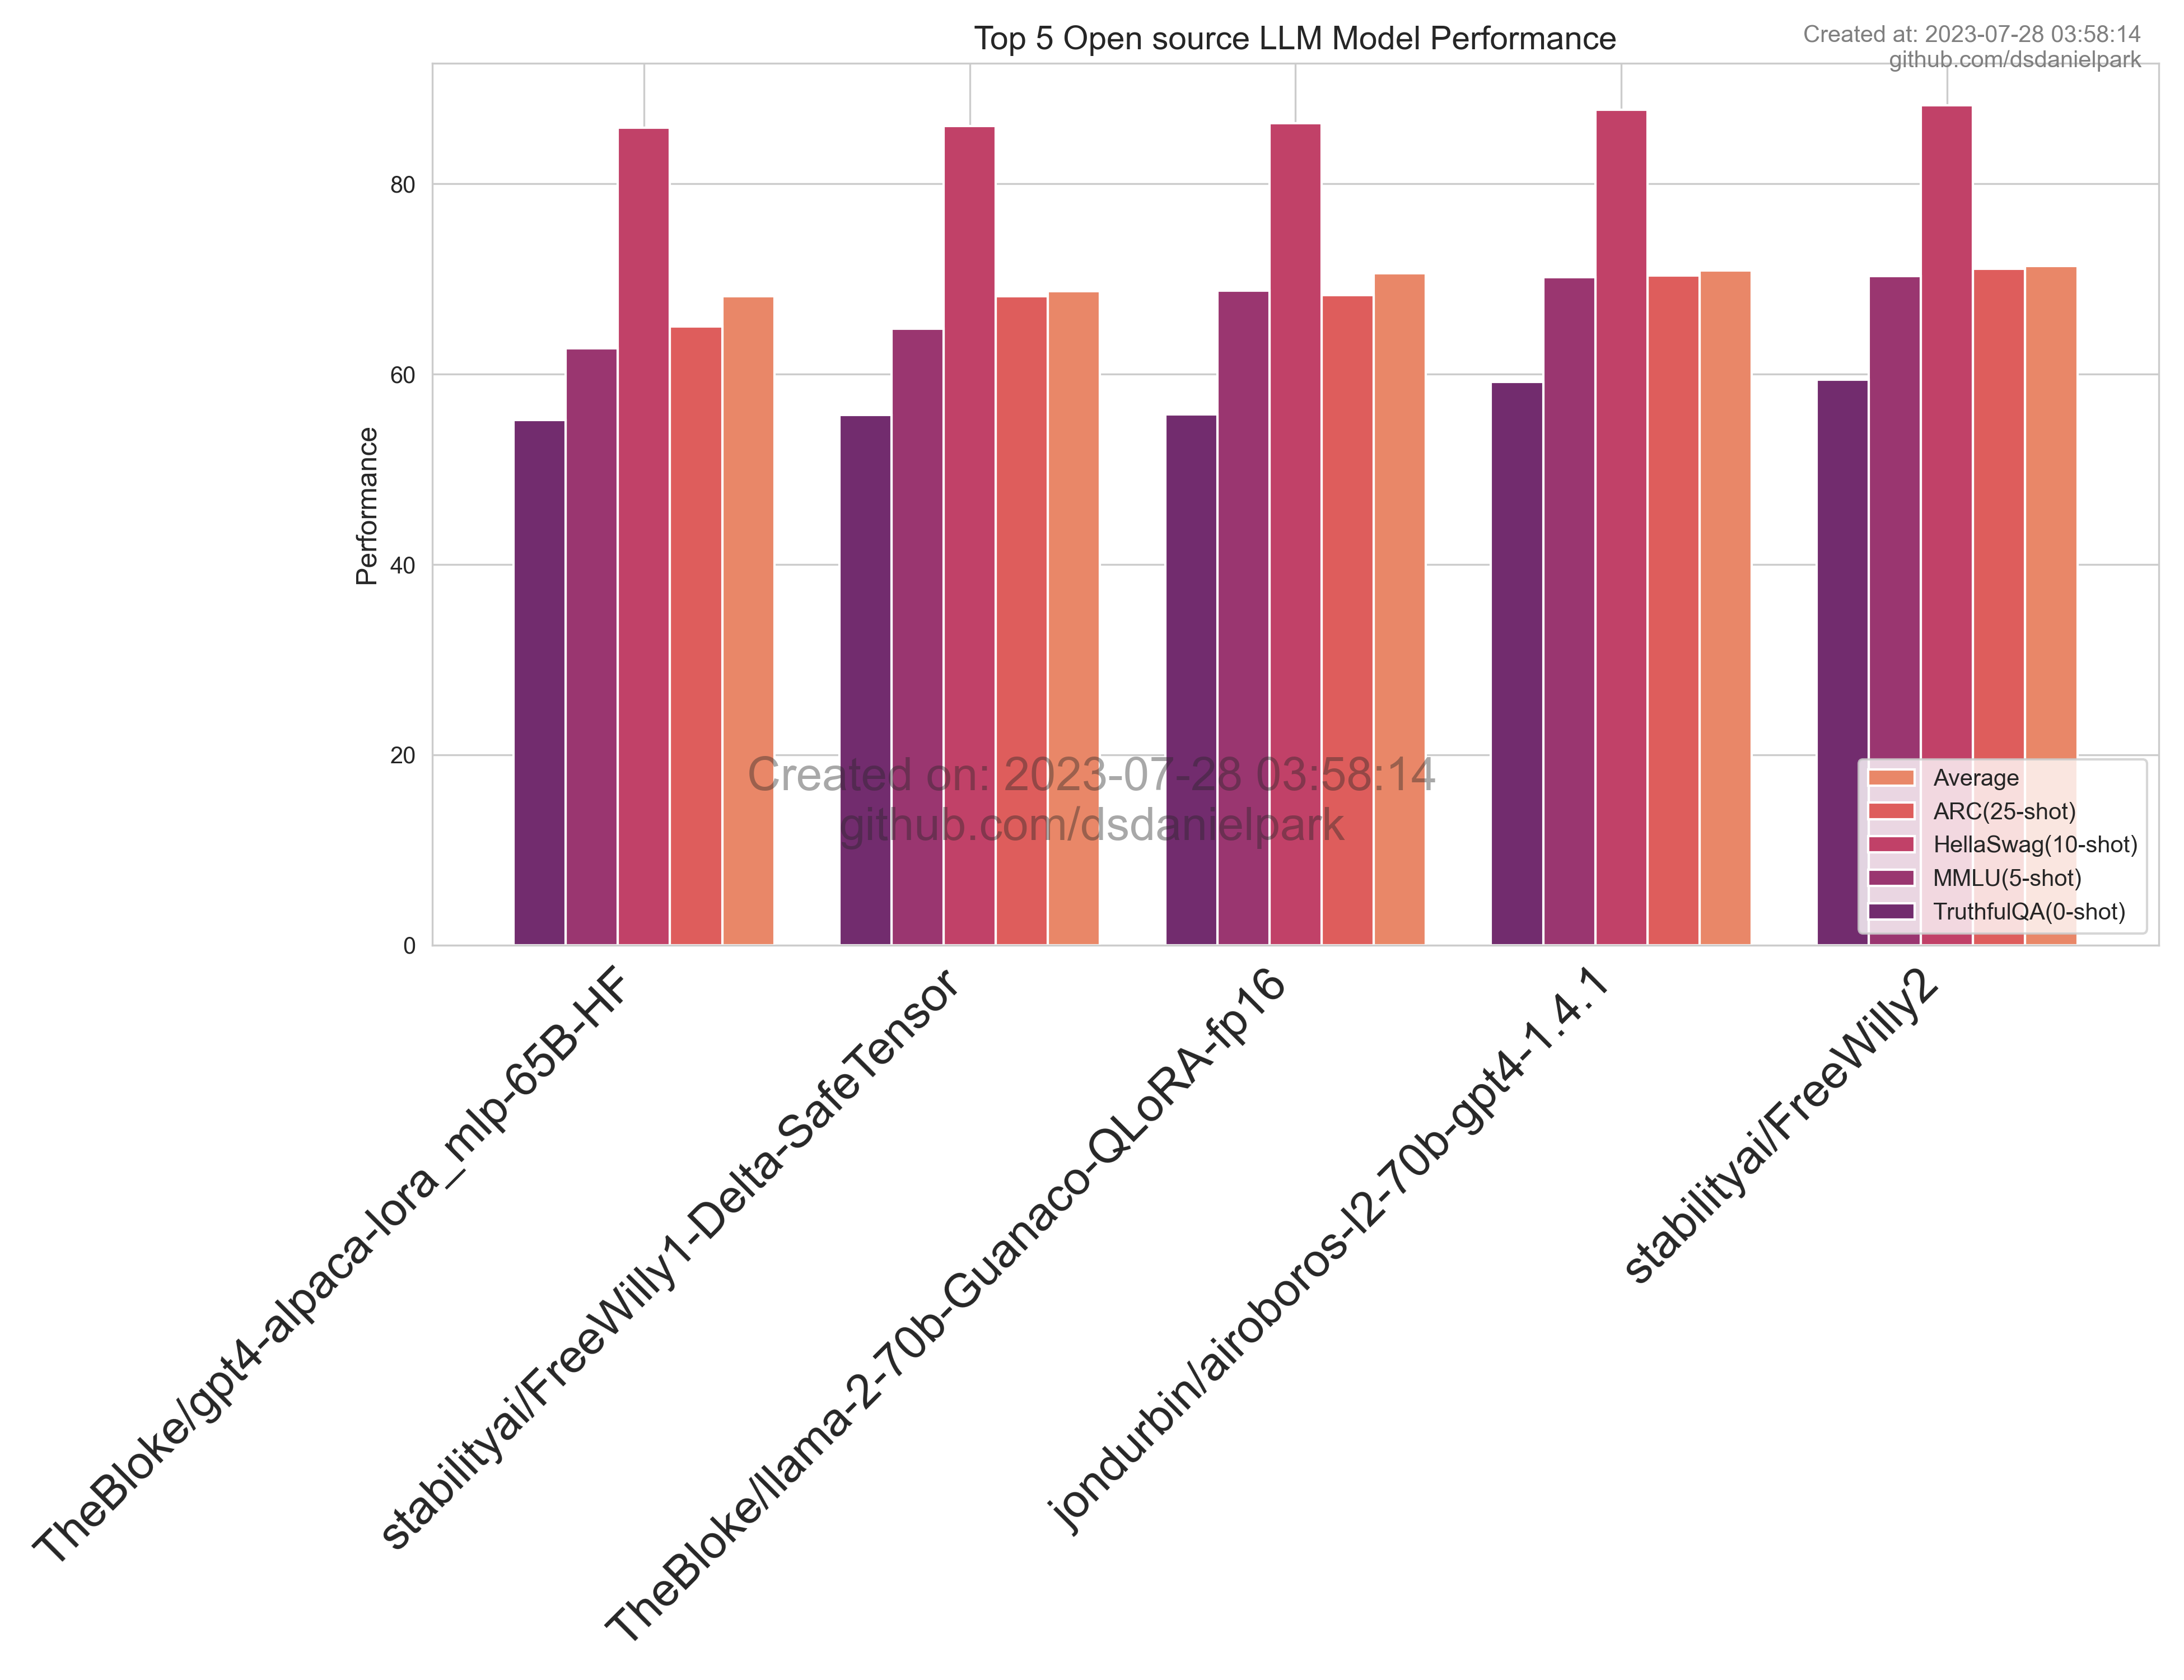 Top 5 Open source LLM Model Performance
Created at: 2023-07-28 03:58:14
github.com/dsdanielpark
Performance
80
60
40
20
0
Created on: 2023-07-28 03:58:14
github.com/dsdanielpark
Average
ARC(25-shot)
HellaSwag(10-shot)
MMLU(5-shot)
TruthfulQA(0-shot)
TheBloke/gpt4-alpaca-lora_mlp-65B-HF
stabilityai/FreeWilly1-Delta-SafeTensor
TheBloke/llama-2-70b-Guanaco-QLoRA-fp16
jondurbin/airoboros-l2-70b-gpt4-1.4.1
stabilityai/FreeWilly2